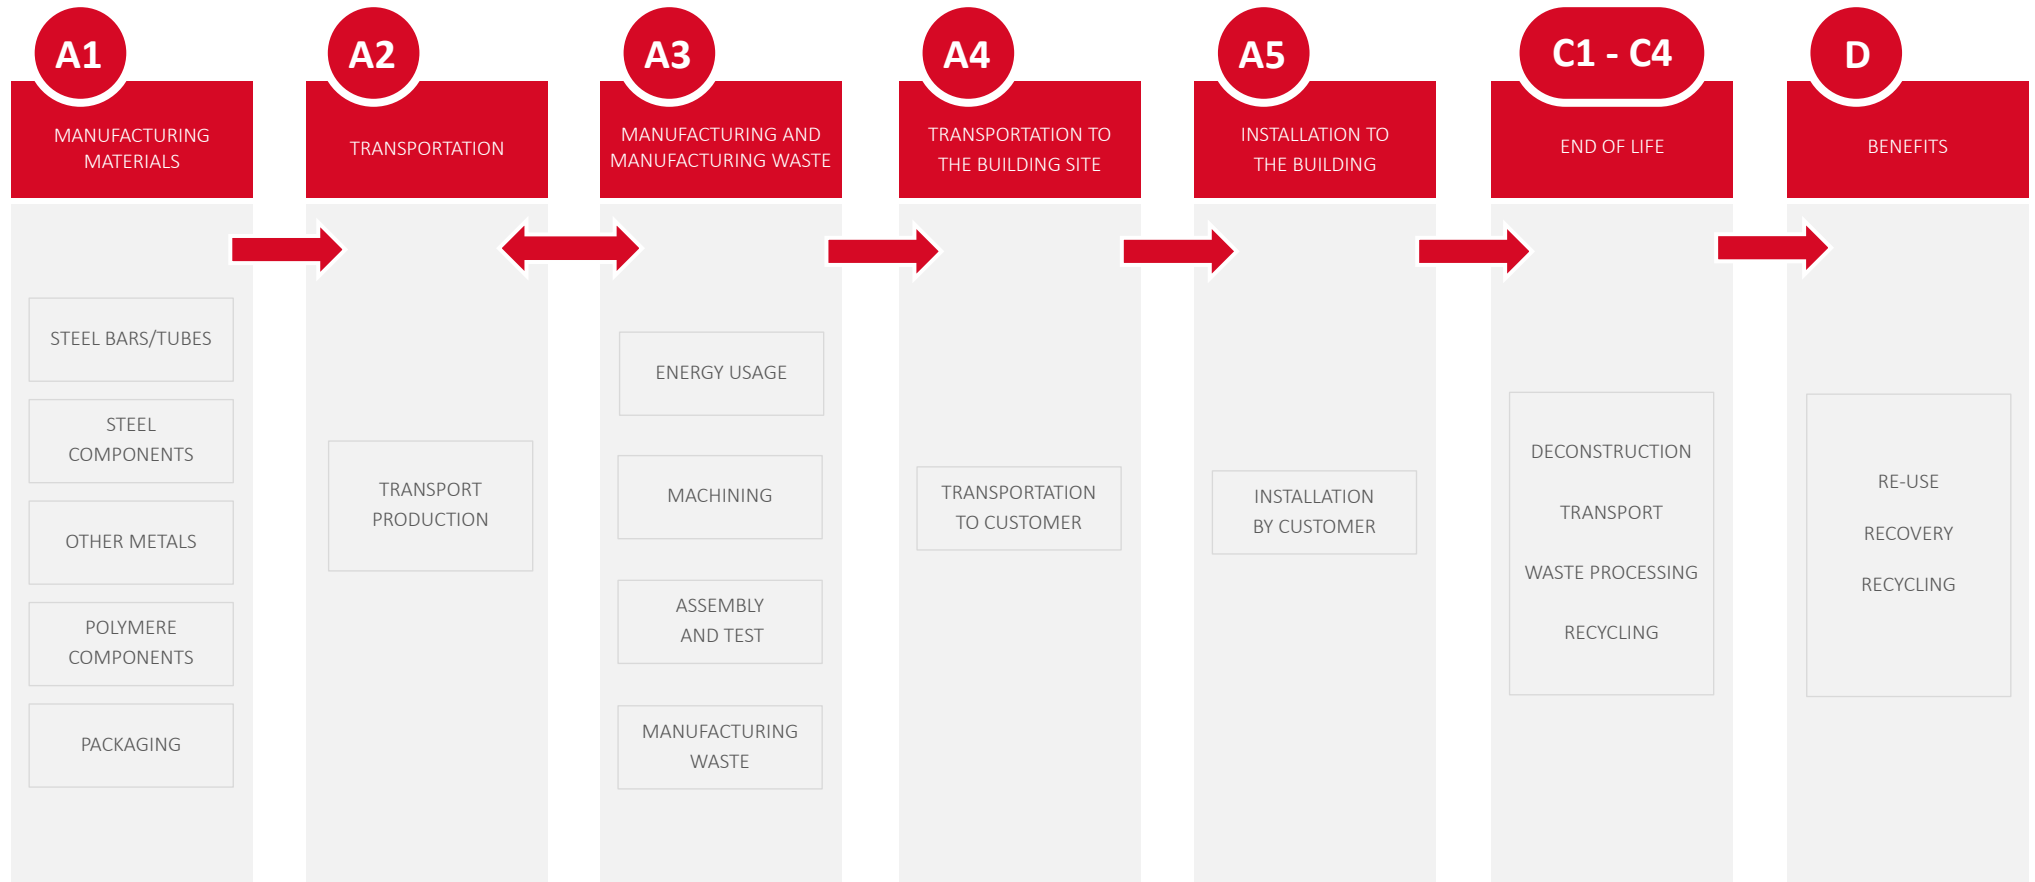 A1
MANUFACTURING
MATERIALS
STEEL BARS/TUBES
STEEL
COMPONENTS
OTHER METALS
POLYMERE
COMPONENTS
PACKAGING
A2
TRANSPORTATION
TRANSPORT
PRODUCTION
A3
MANUFACTURING AND
MANUFACTURING WASTE
ENERGY USAGE
MACHINING
ASSEMBLY
AND TEST
MANUFACTURING
WASTE
A4
TRANSPORTATION TO
THE BUILDING SITE
TRANSPORTATION
TO CUSTOMER
A5
INSTALLATION TO
THE BUILDING
INSTALLATION
BY CUSTOMER
C1 - C4
END OF LIFE
DECONSTRUCTION
TRANSPORT
WASTE PROCESSING
RECYCLING
D
BENEFITS
RE-USE
RECOVERY
RECYCLING